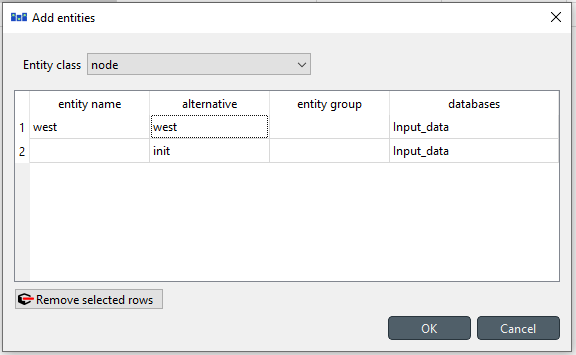 Add entities
Entity class node
entity name alternative entity group databases
1 west west Input_data
2 init Input_data
Remove selected rows
OK Cancel